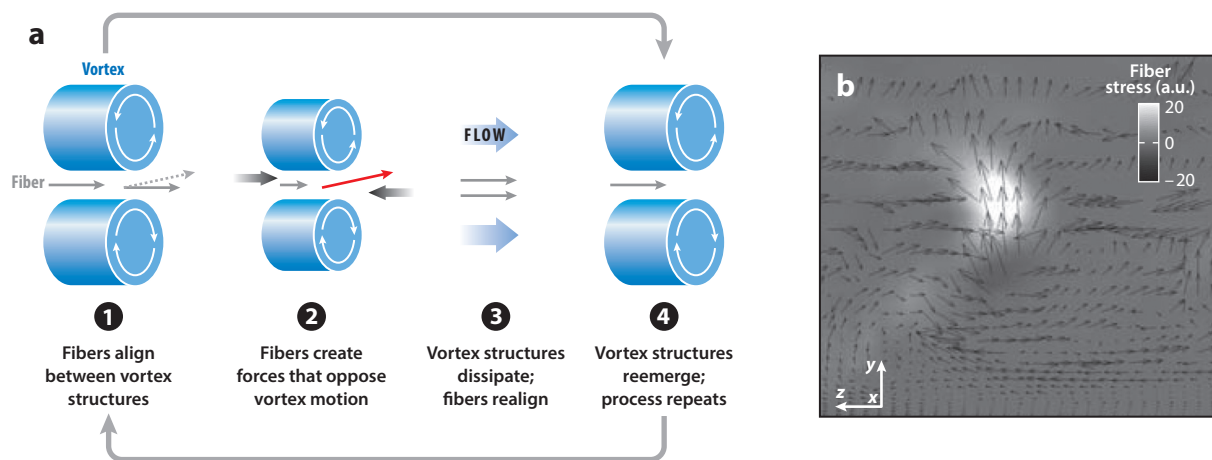 a
Vortex
Fiber
FLOW
1
Fibers align
between vortex
structures
2
Fibers create
forces that oppose
vortex motion
3
Vortex structures
dissipate;
fibers realign
4
Vortex structures
reemerge;
process repeats
b
Fiber
stress (a.u.)
20
0
−20
y
z
x